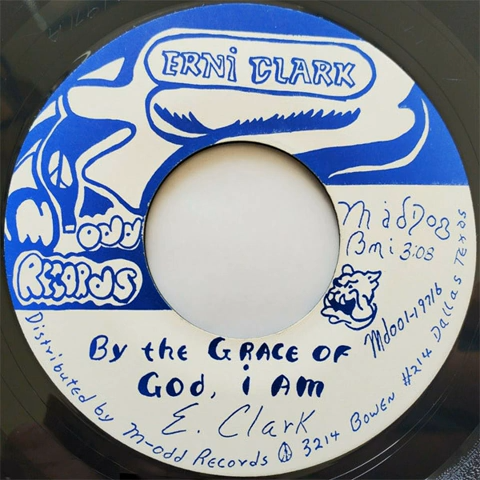 ERNi CLARK
M odd
RECORDS
MadDog
Bmi 3:03
Md001-19716
By the GRACE OF
God, i AM
E. Clark
Distributed by M-odd Records 3214 BOWEN #214 Dallas Texas